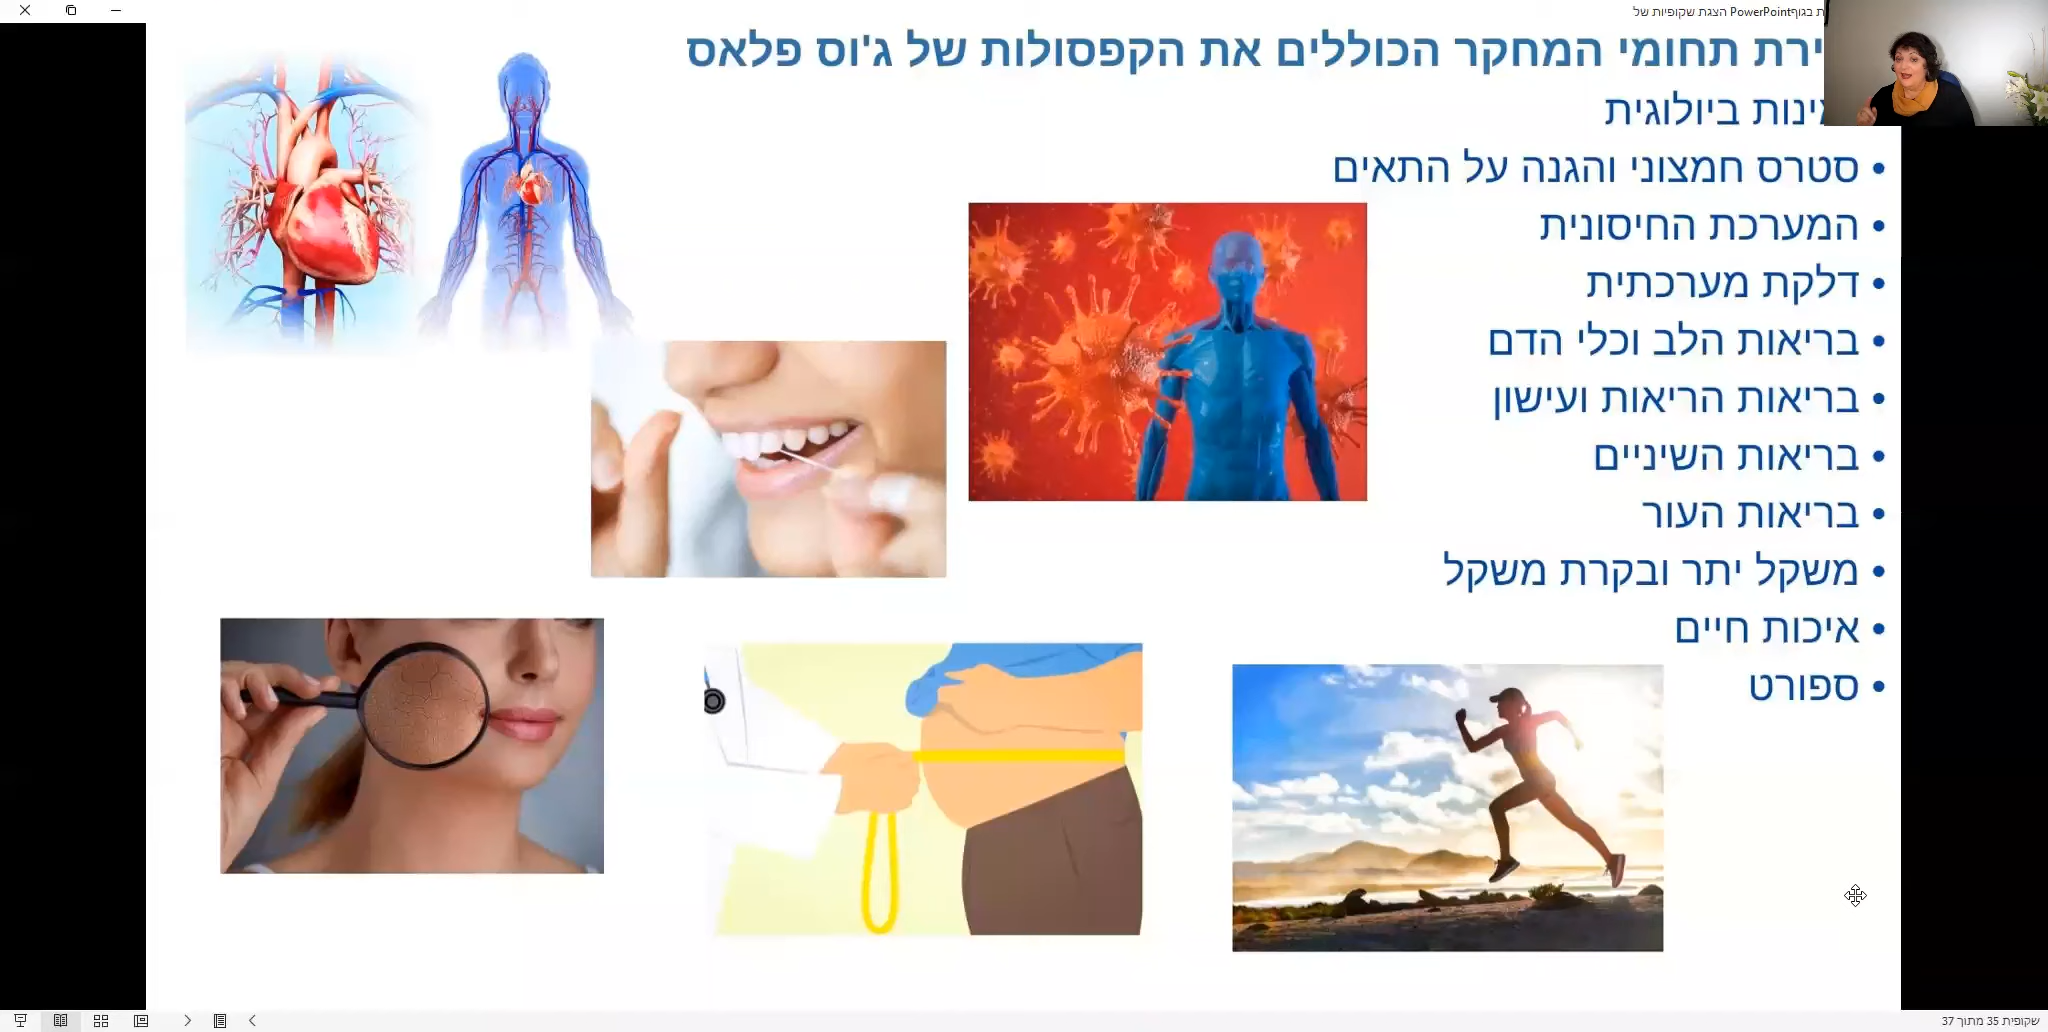 הצגת שקופיות של PowerPoint
תחומי המחקר הכוללים את הקפסולות של ג'וס פלאס
ביולוגית
• סטרס חמצוני והגנה על התאים
• המערכת החיסונית
• דלקת מערכתית
• בריאות הלב וכלי הדם
• בריאות הריאות ועישון
• בריאות השיניים
• בריאות העור
• משקל יתר ובקרת משקל
• איכות חיים
• ספורט
שקופית 35 מתוך 37